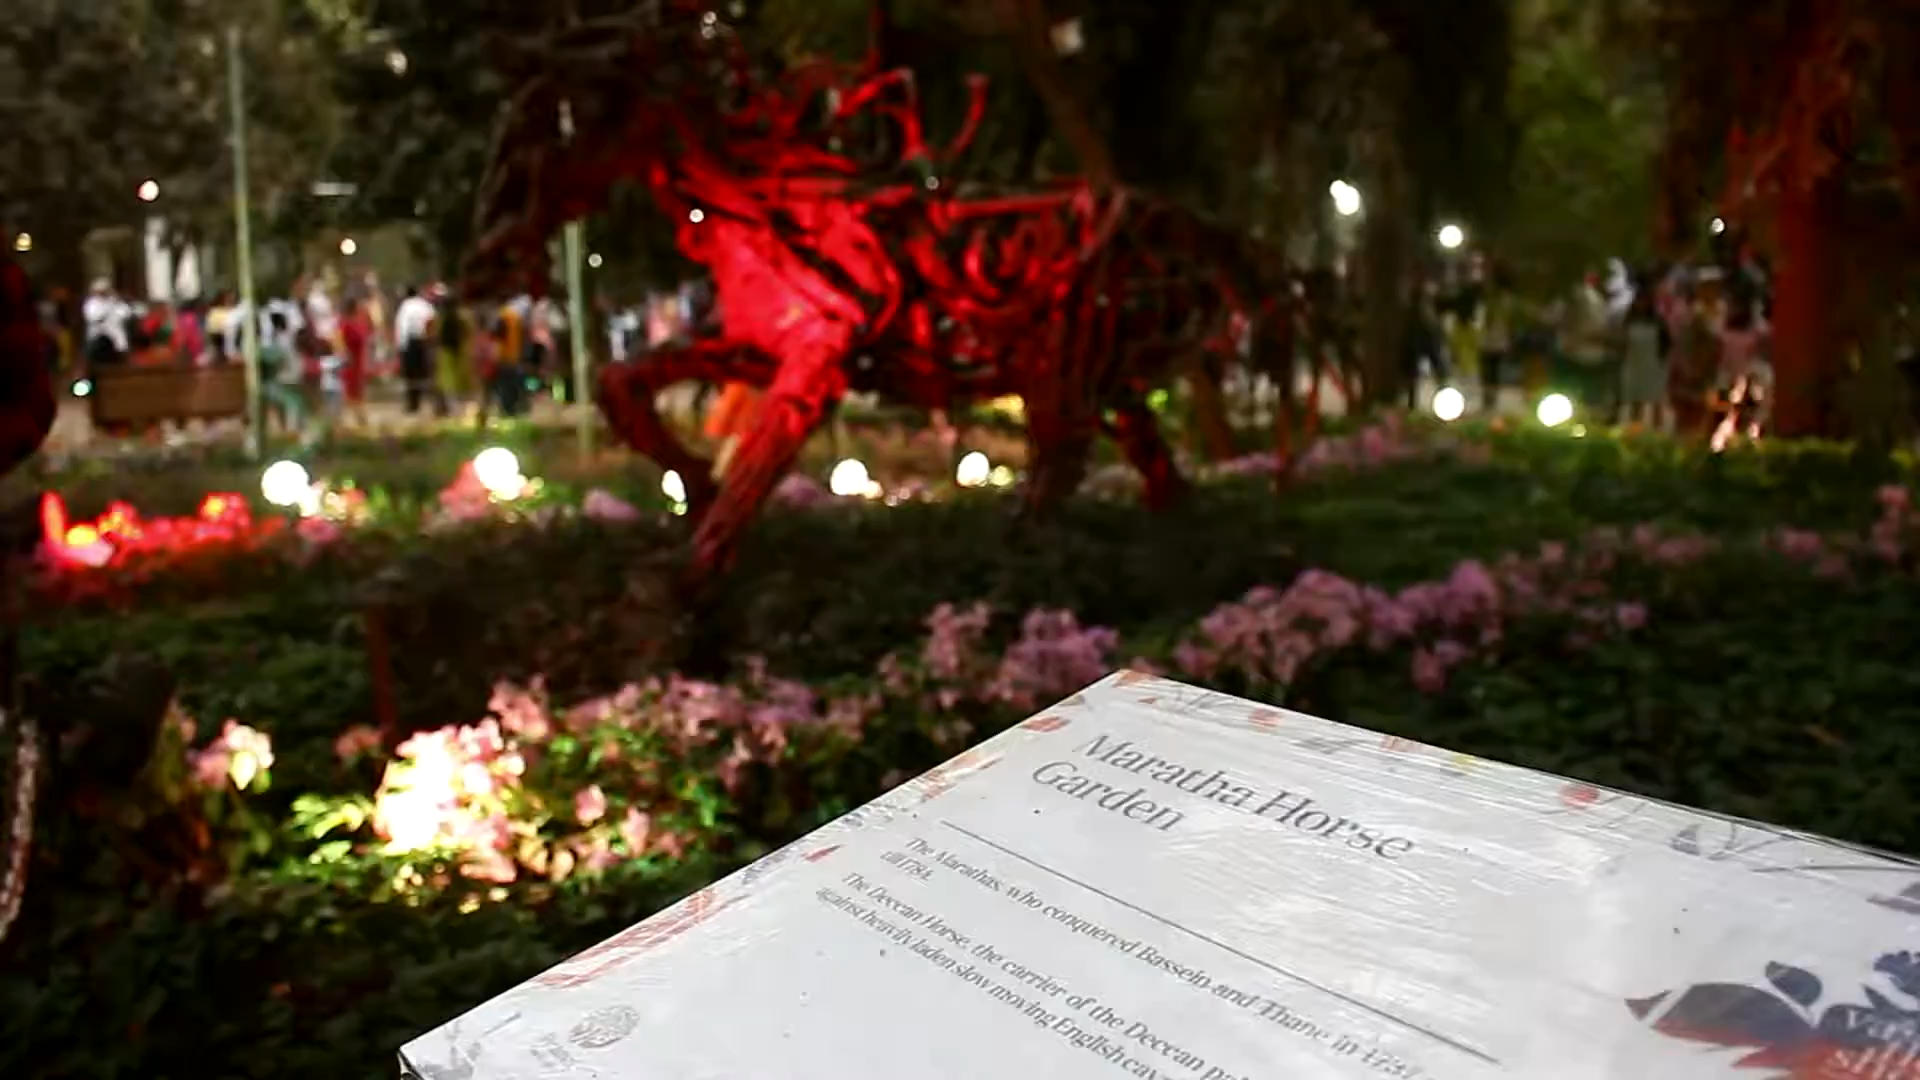 Maratha Horse
Garden
The Marathas, who conquered Bassein and Thane in 1737
till 1784.
The Deccan Horse, the carrier of the Deccan
against heavily laden slow moving English